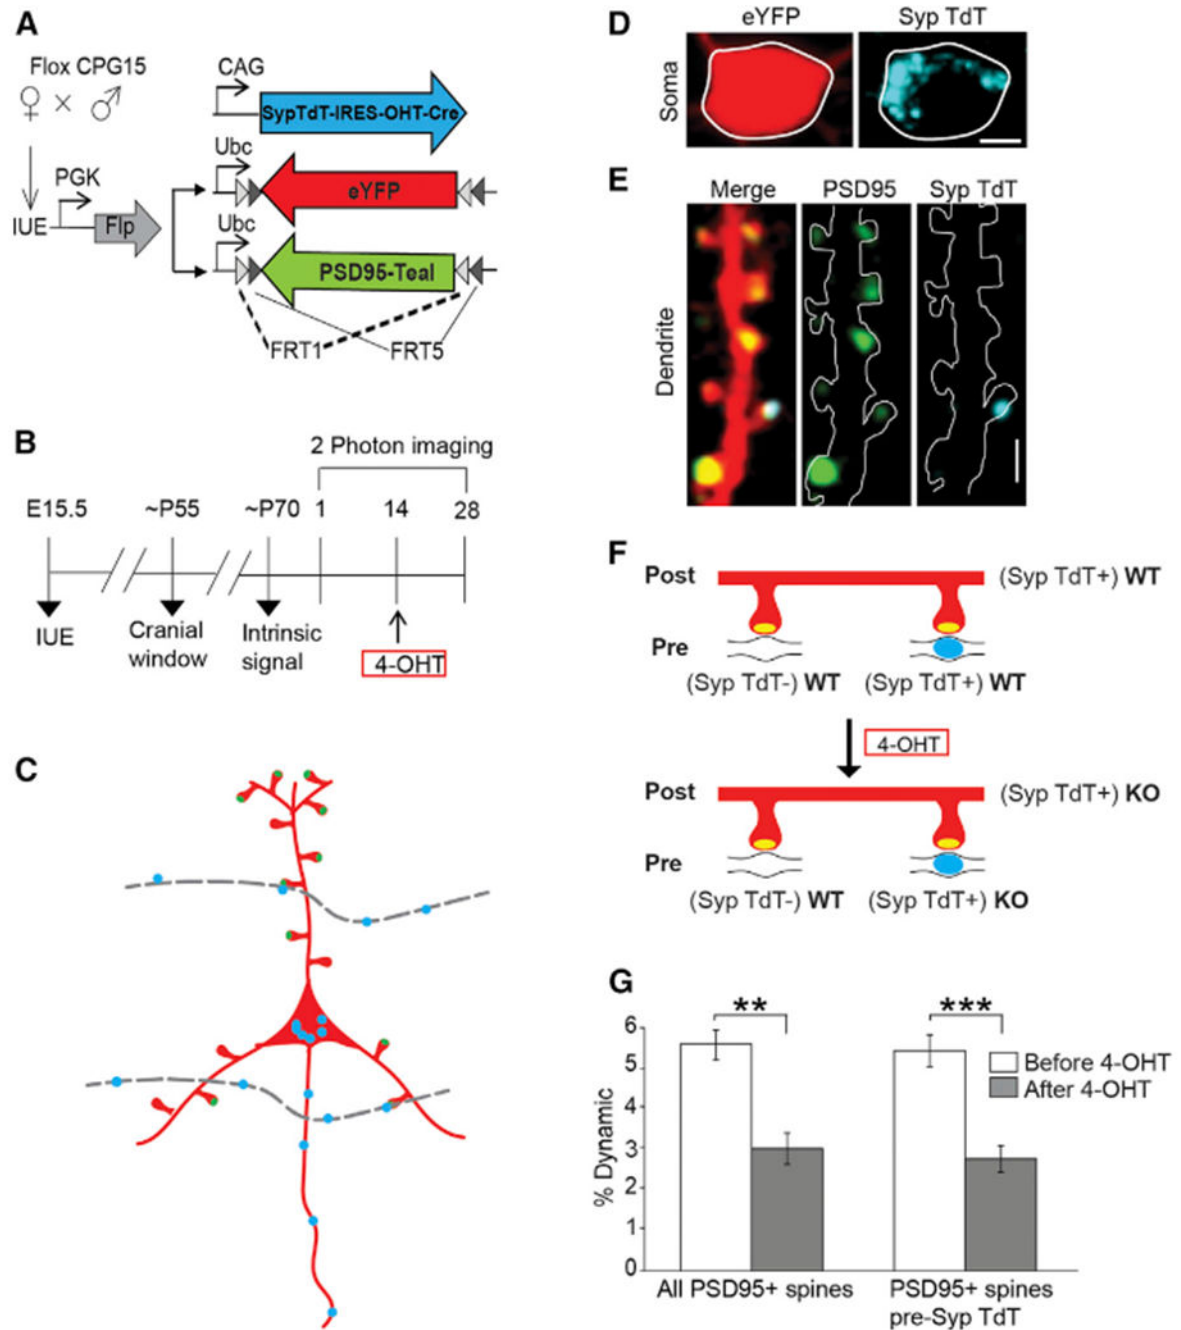 A
Flox CPG15
♀ × ♂
PGK
IUE
Flp
CAG
SypTdT-IRES-OHT-Cre
Ubc
eYFP
Ubc
PSD95-Teal
FRT1
FRT5
B
2 Photon imaging
E15.5 ~P55 ~P70 1 14 28
IUE
Cranial
window
Intrinsic
signal
4-OHT
C
D
eYFP Syp TdT
Soma
E
Merge PSD95 Syp TdT
Dendrite
F
Post (Syp TdT+) WT
Pre
(Syp TdT-) WT (Syp TdT+) WT
4-OHT
Post (Syp TdT+) KO
Pre
(Syp TdT-) WT (Syp TdT+) KO
G
** ***
6
5
4
3
2
1
0
% Dynamic
Before 4-OHT
After 4-OHT
All PSD95+ spines
PSD95+ spines
pre-Syp TdT